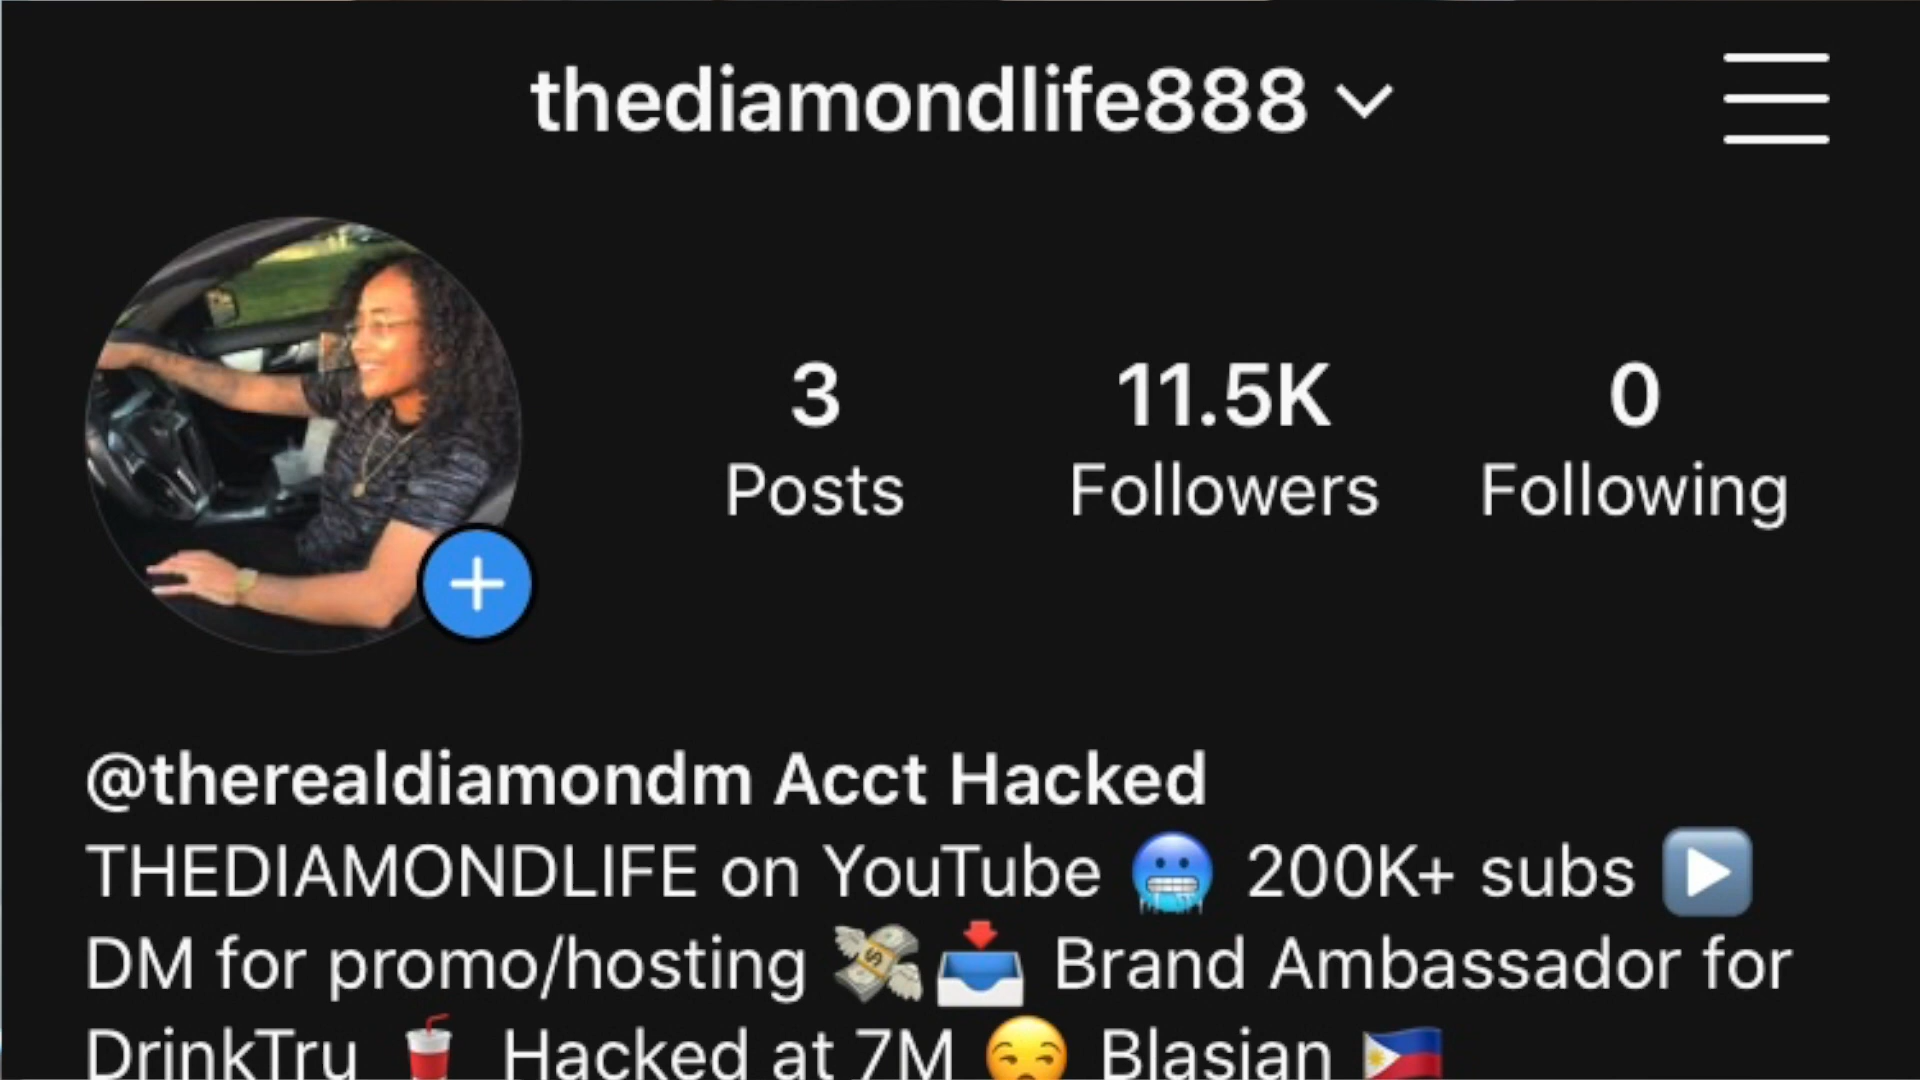 thediamondlife888
3 11.5K 0
Posts Followers Following
@therealdiamondm Acct Hacked
THEDIAMONDLIFE on YouTube 🥶 200K+ subs ▶️
DM for promo/hosting 💸📥 Brand Ambassador for
DrinkTru 🥤 Hacked at 7M 😒 Blasian 🇵🇭